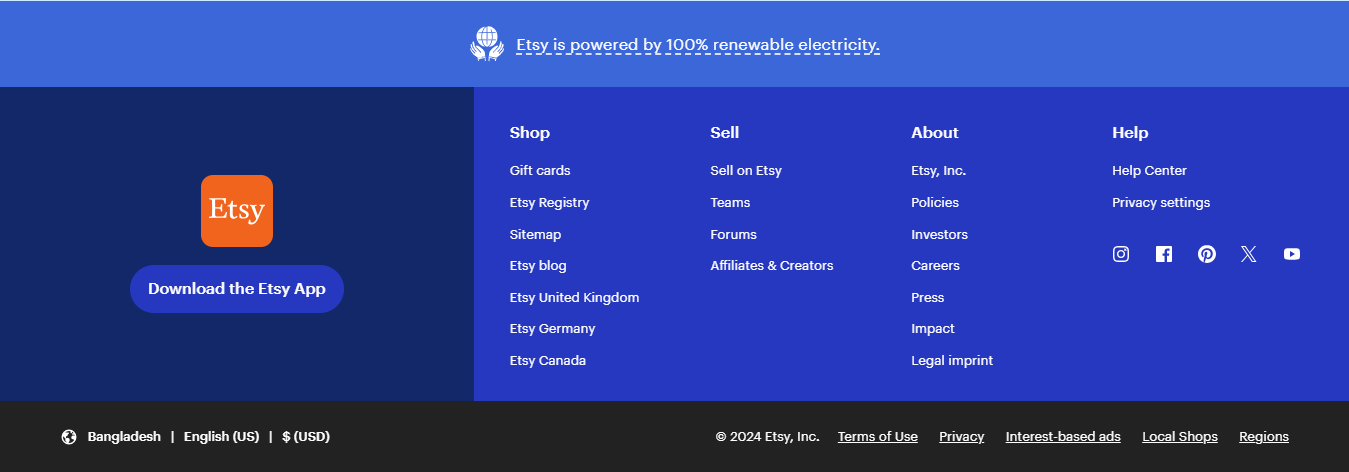 Etsy is powered by 100% renewable electricity.
Etsy
Download the Etsy App
Shop
Gift cards
Etsy Registry
Sitemap
Etsy blog
Etsy United Kingdom
Etsy Germany
Etsy Canada
Sell
Sell on Etsy
Teams
Forums
Affiliates & Creators
About
Etsy, Inc.
Policies
Investors
Careers
Press
Impact
Legal imprint
Help
Help Center
Privacy settings
Bangladesh | English (US) | $ (USD)
© 2024 Etsy, Inc. Terms of Use Privacy Interest-based ads Local Shops Regions